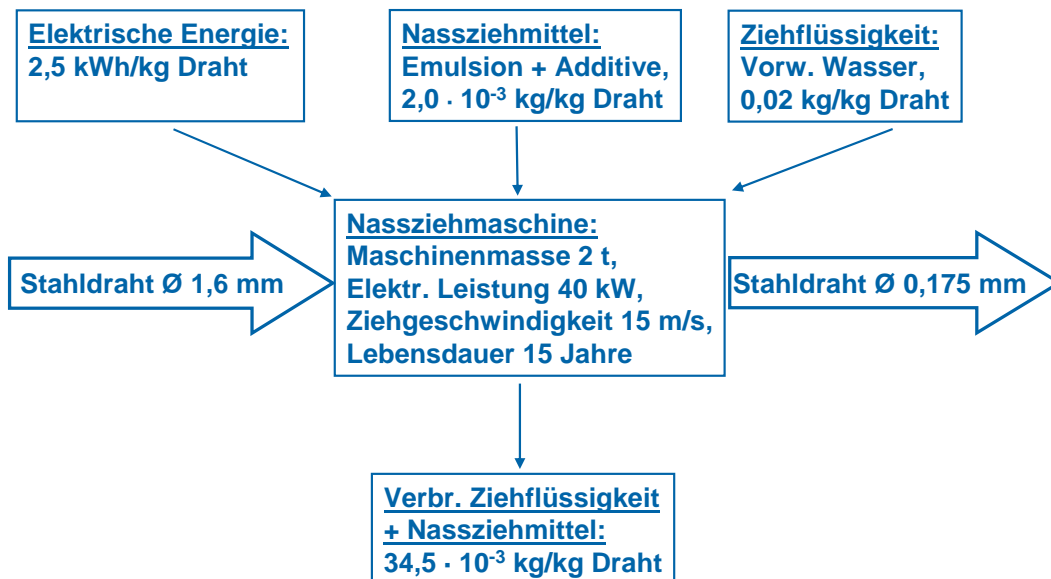 Elektrische Energie:
2,5 kWh/kg Draht
Nassziehmittel:
Emulsion + Additive,
2,0 · 10⁻³ kg/kg Draht
Ziehflüssigkeit:
Vorw. Wasser,
0,02 kg/kg Draht
Stahldraht Ø 1,6 mm
Nassziehmaschine:
Maschinenmasse 2 t,
Elektr. Leistung 40 kW,
Ziehgeschwindigkeit 15 m/s,
Lebensdauer 15 Jahre
Stahldraht Ø 0,175 mm
Verbr. Ziehflüssigkeit
+ Nassziehmittel:
34,5 · 10⁻³ kg/kg Draht